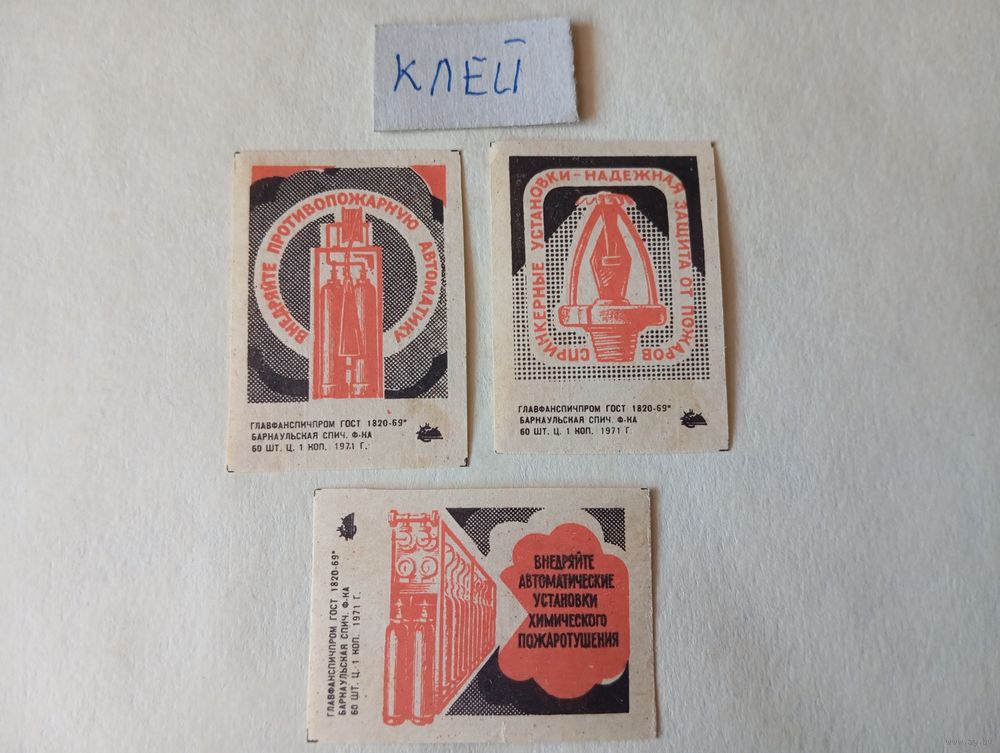 КЛЕЙ
ВНЕДРЯЙТЕ ПРОТИВОПОЖАРНУЮ АВТОМАТИКУ
ГЛАВФАНСПИЧПРОМ ГОСТ 1820-69*
БАРНАУЛЬСКАЯ СПИЧ. Ф-КА
60 ШТ. Ц. 1 КОП. 1971 Г.
СПРИНКЕРНЫЕ УСТАНОВКИ-НАДЕЖНАЯ ЗАЩИТА ОТ ПОЖАРОВ
ГЛАВФАНСПИЧПРОМ ГОСТ 1820-69*
БАРНАУЛЬСКАЯ СПИЧ. Ф-КА
60 ШТ. Ц. 1 КОП. 1971 Г.
ГЛАВФАНСПИЧПРОМ ГОСТ 1820-69*
БАРНАУЛЬСКАЯ СПИЧ. Ф-КА
60 ШТ. Ц. 1 КОП. 1971 Г.
ВНЕДРЯЙТЕ
АВТОМАТИЧЕСКИЕ
УСТАНОВКИ
ХИМИЧЕСКОГО
ПОЖАРОТУШЕНИЯ